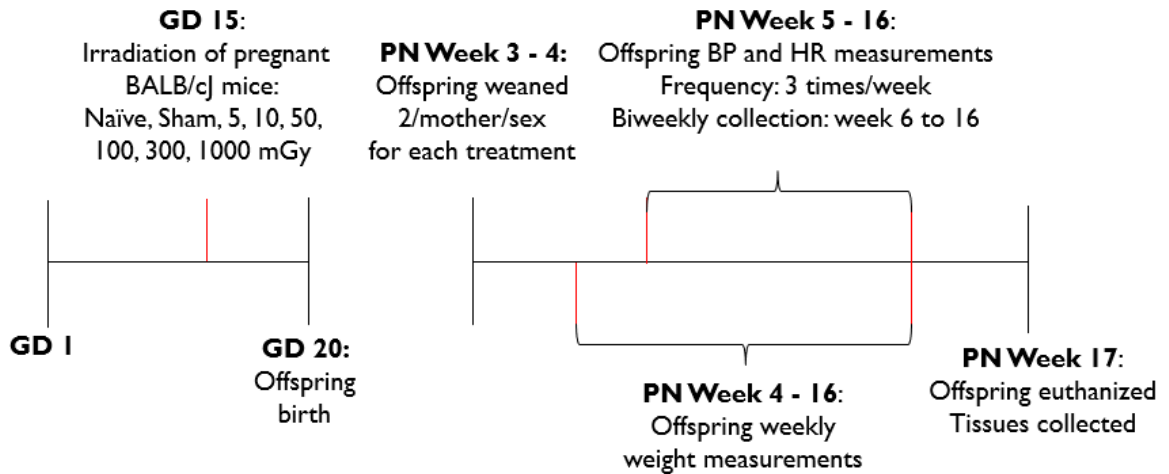 GD 15:
Irradiation of pregnant
BALB/cJ mice:
Naïve, Sham, 5, 10, 50,
100, 300, 1000 mGy
PN Week 3 - 4:
Offspring weaned
2/mother/sex
for each treatment
PN Week 5 - 16:
Offspring BP and HR measurements
Frequency: 3 times/week
Biweekly collection: week 6 to 16
GD 1
GD 20:
Offspring
birth
PN Week 4 - 16:
Offspring weekly
weight measurements
PN Week 17:
Offspring euthanized
Tissues collected